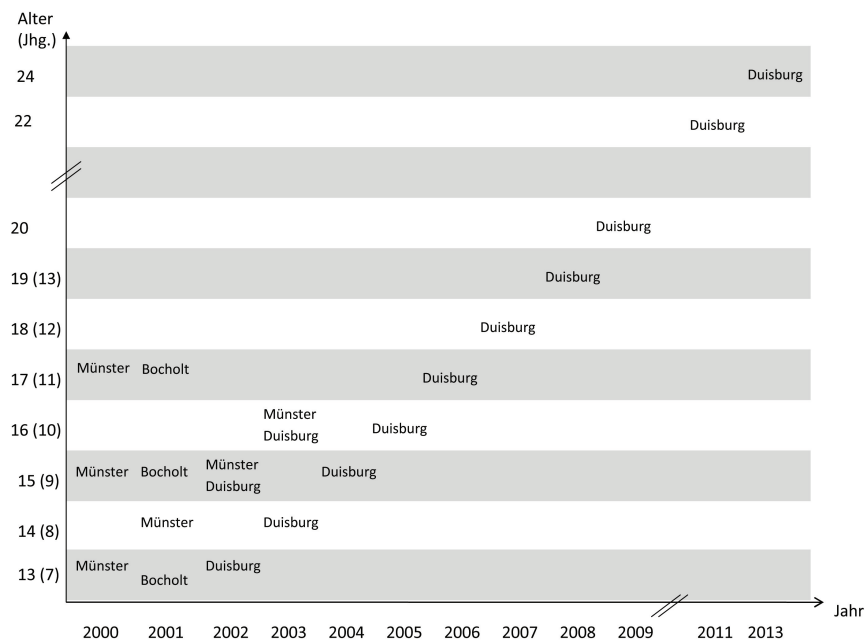 Alter
(Jhg.)
24 Duisburg
22 Duisburg
20 Duisburg
19 (13) Duisburg
18 (12) Duisburg
17 (11) Münster Bocholt Duisburg
Münster
16 (10) Duisburg Duisburg
15 (9) Münster Bocholt Münster Duisburg
Duisburg
14 (8) Münster Duisburg
13 (7) Münster Bocholt Duisburg
Jahr
2000 2001 2002 2003 2004 2005 2006 2007 2008 2009 2011 2013